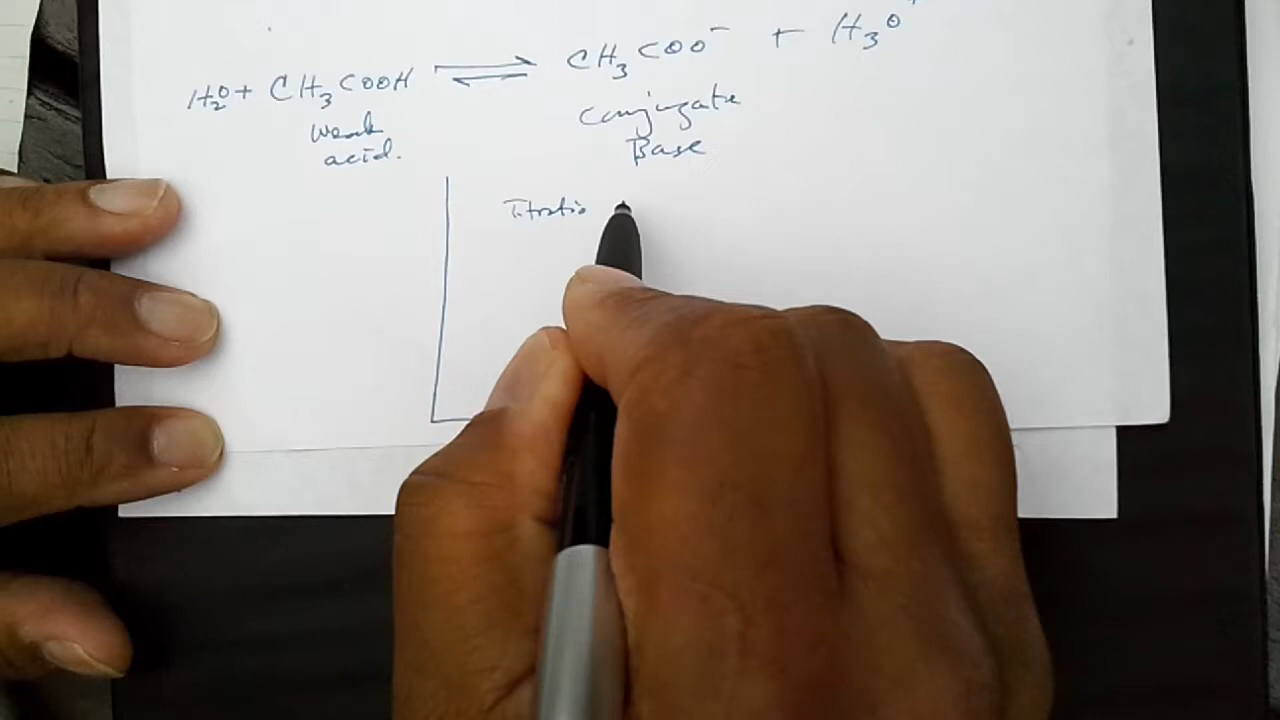 H₂O + CH₃COOH ⇌ CH₃COO⁻ + H₃O⁺
weak
acid.
Conjugate
Base
Titratio